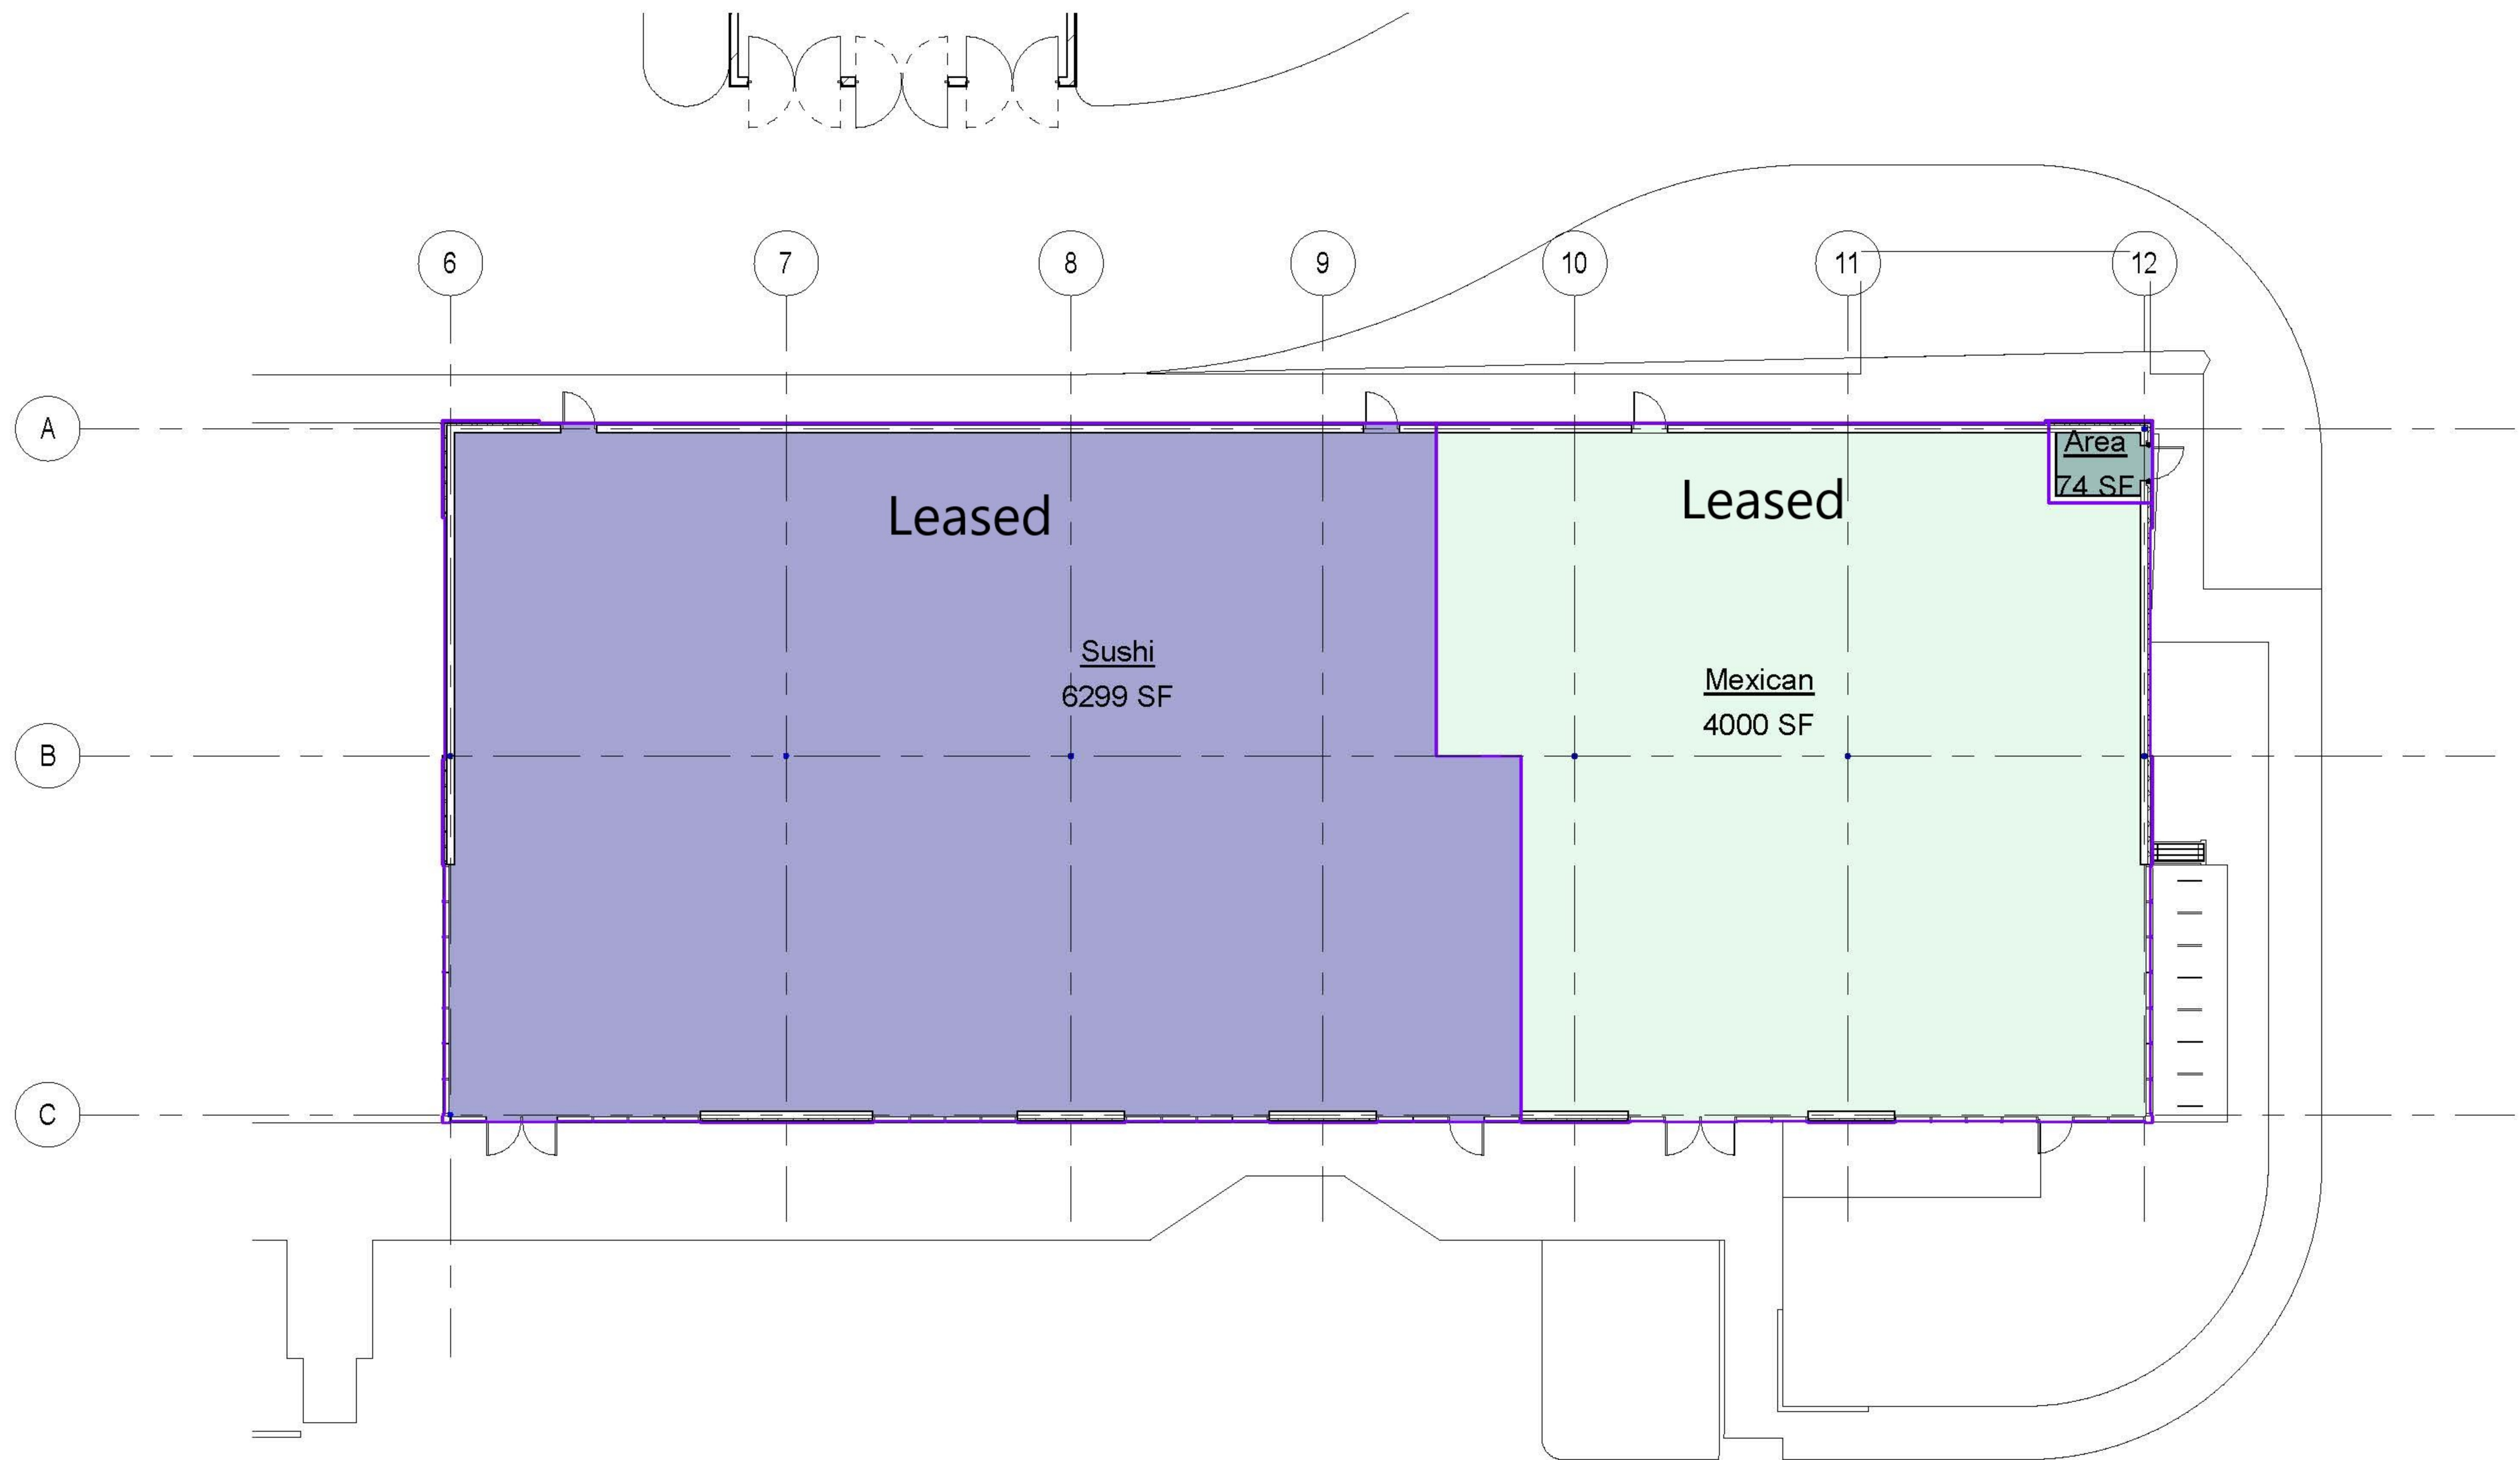 6 7 8 9 10 11 12
A
Area
74 SF
Leased
Leased
Sushi
6299 SF
Mexican
4000 SF
B
C